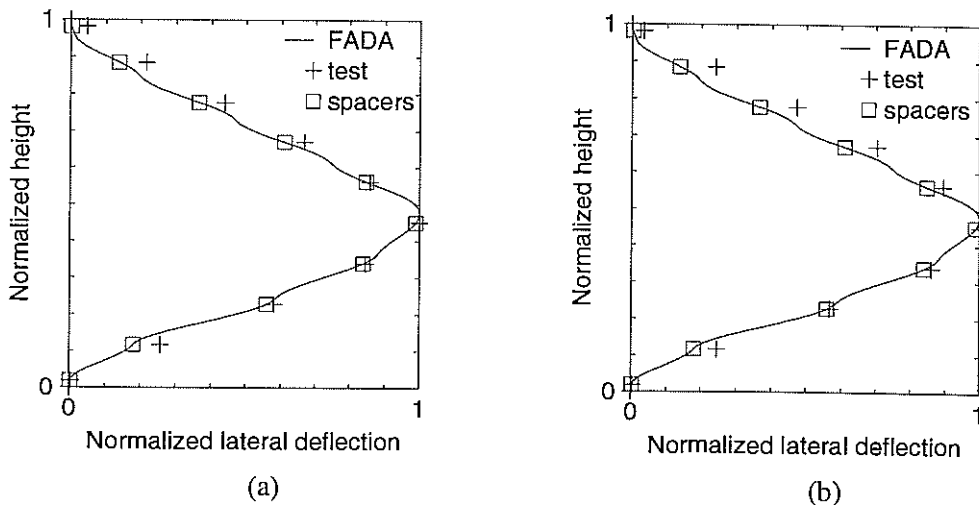 1
FADA
test
spacers
Normalized height
0
0
1
Normalized lateral deflection
(a)
1
FADA
test
spacers
Normalized height
0
0
1
Normalized lateral deflection
(b)